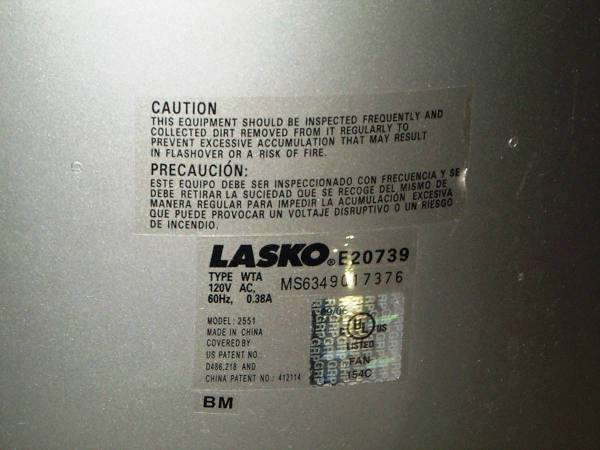 CAUTION
THIS EQUIPMENT SHOULD BE INSPECTED FREQUENTLY AND
COLLECTED DIRT REMOVED FROM IT REGULARLY TO
PREVENT EXCESSIVE ACCUMULATION THAT MAY RESULT
IN FLASHOVER OR A RISK OF FIRE.
PRECAUCIÓN:
ESTE EQUIPO DEBE SER INSPECCIONADO CON FRECUENCIA Y SE
DEBE RETIRAR LA SUCIEDAD QUE SE RECOGE DEL MISMO DE
MANERA REGULAR PARA IMPEDIR LA ACUMULACIÓN EXCESIVA
QUE PUEDE PROVOCAR UN VOLTAJE DISRUPTIVO O UN RIESGO
DE INCENDIO.
LASKO® E20739
TYPE WTA
120V AC, MS6349017376
60Hz, 0.38A
MODEL: 2551
MADE IN CHINA
COVERED BY
US PATENT NO.:
D486,218 AND
CHINA PATENT NO.: 412114
C UL US
LISTED
FAN
154C
BM